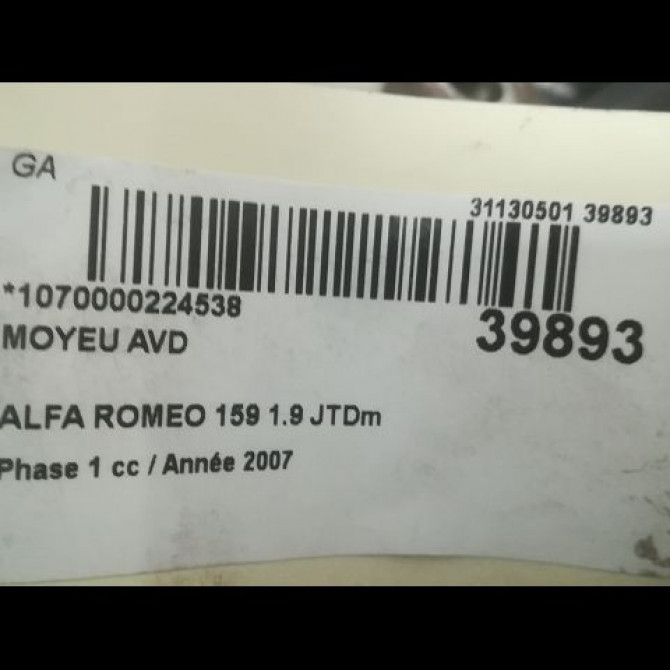 GA
31130501 39893
*1070000224538
39893
MOYEU AVD
ALFA ROMEO 159 1.9 JTDm
Phase 1 cc / Année 2007